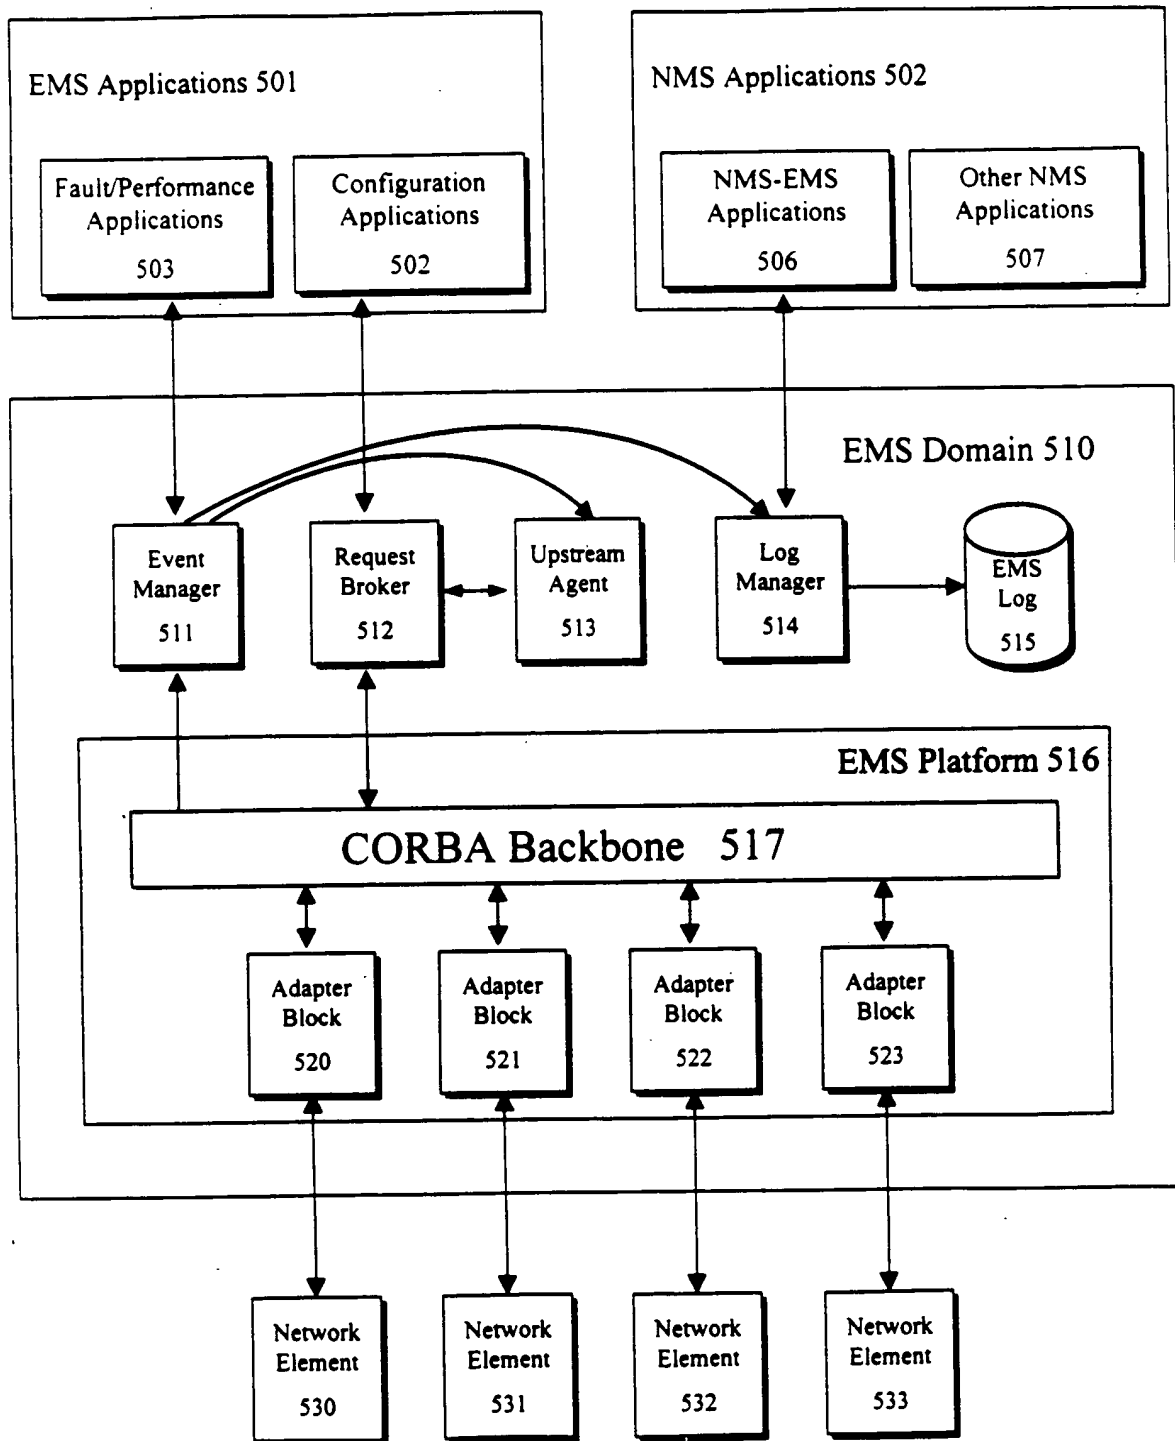 EMS Applications 501
Fault/Performance
Applications
503
Configuration
Applications
502
NMS Applications 502
NMS-EMS
Applications
506
Other NMS
Applications
507
EMS Domain 510
Event
Manager
511
Request
Broker
512
Upstream
Agent
513
Log
Manager
514
EMS
Log
515
EMS Platform 516
CORBA Backbone 517
Adapter
Block
520
Adapter
Block
521
Adapter
Block
522
Adapter
Block
523
Network
Element
530
Network
Element
531
Network
Element
532
Network
Element
533